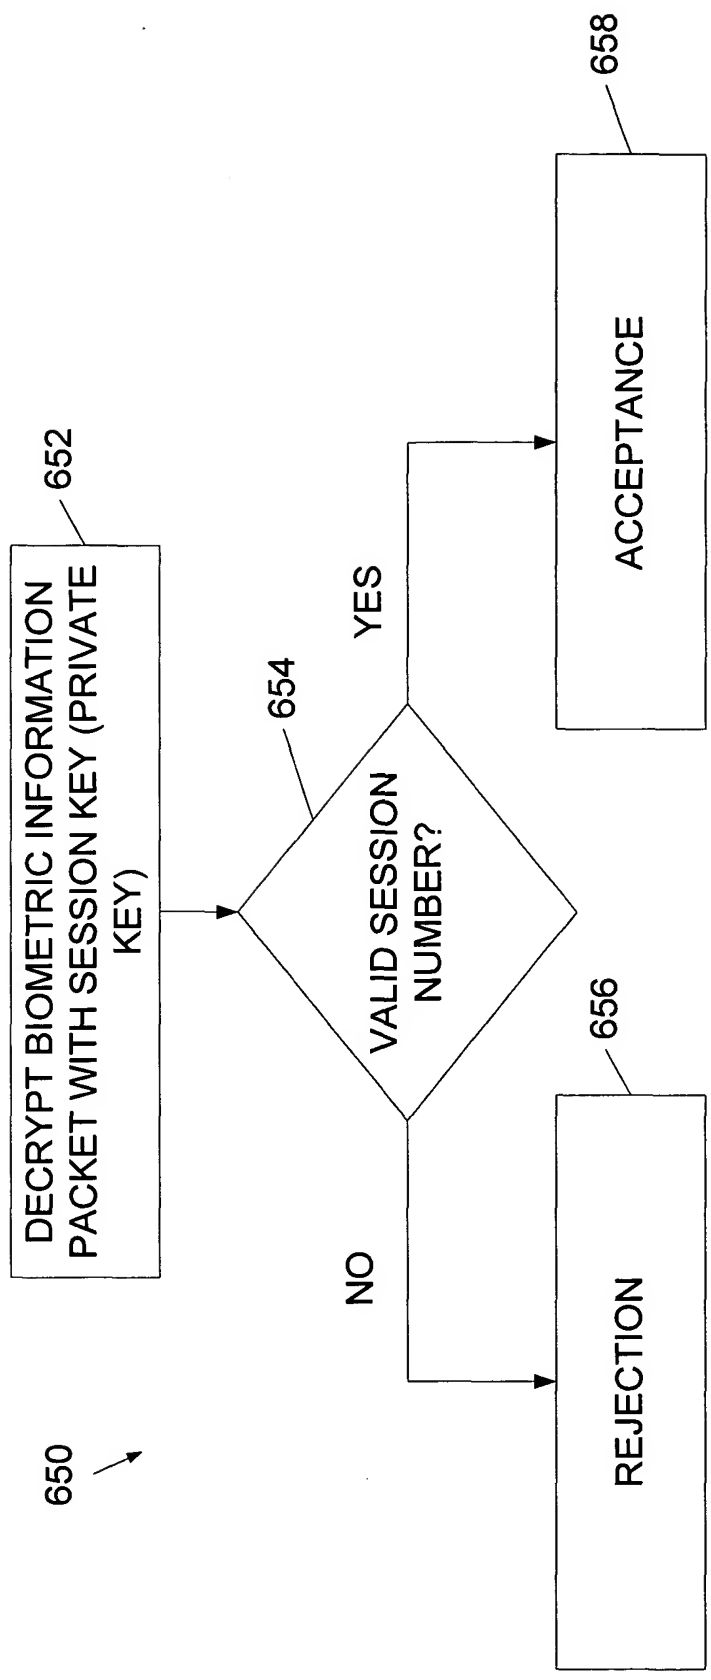 650
652
DECRYPT BIOMETRIC INFORMATION
PACKET WITH SESSION KEY (PRIVATE
KEY)
654
VALID SESSION
NUMBER?
NO
YES
656
REJECTION
658
ACCEPTANCE